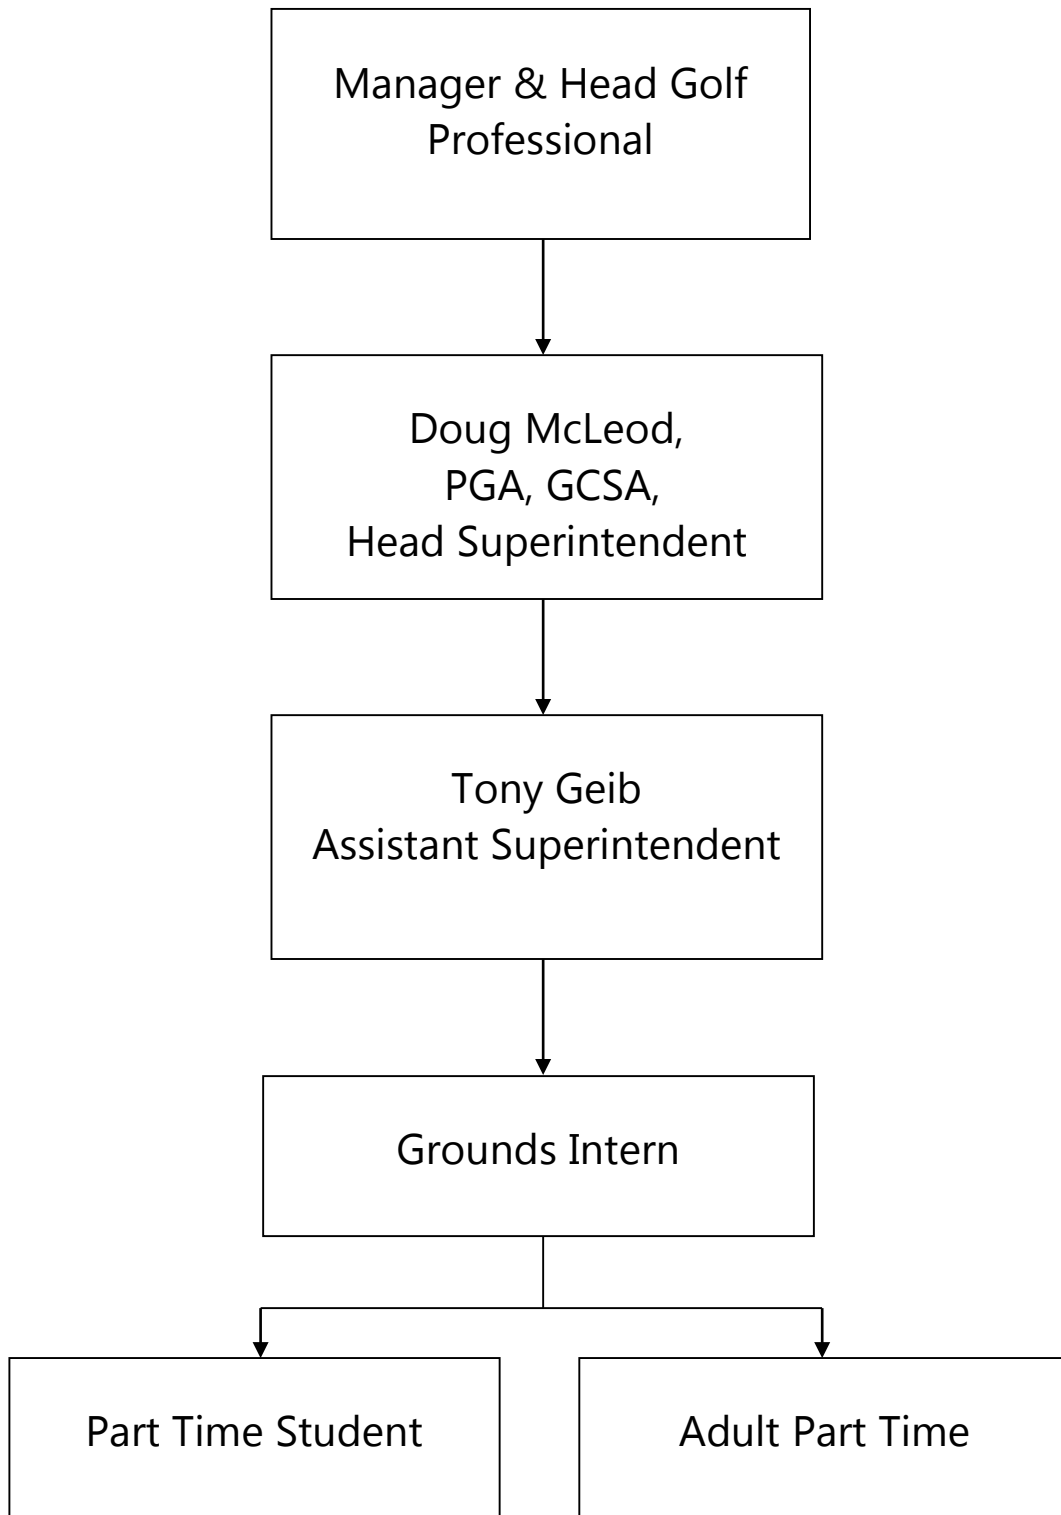 Manager & Head Golf
Professional
Doug McLeod,
PGA, GCSA,
Head Superintendent
Tony Geib
Assistant Superintendent
Grounds Intern
Part Time Student
Adult Part Time